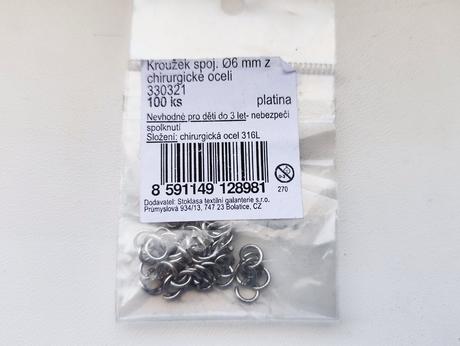 Kroužek spoj. Ø6 mm z
chirurgické oceli
330321
100 ks platina
Nevhodné pro děti do 3 let- nebezpečí
spolknutí
Složení: chirurgická ocel 316L
8 591149 128981
270
Dodavatel: Stoklasa textilní galanterie s.r.o.
Průmyslová 934/13, 747 23 Bolatice, CZ